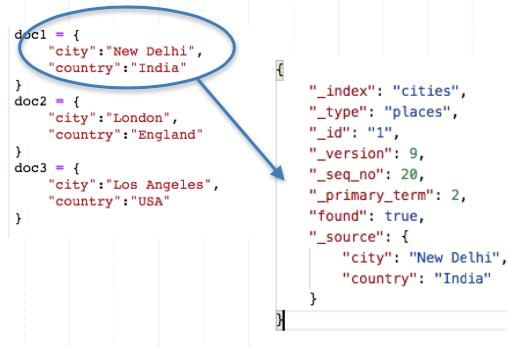 doc1 = {
"city":"New Delhi",
"country":"India"
}
doc2 = {
"city":"London",
"country":"England"
}
doc3 = {
"city":"Los Angeles",
"country":"USA"
}
{
"_index": "cities",
"_type": "places",
"_id": "1",
"_version": 9,
"_seq_no": 20,
"_primary_term": 2,
"found": true,
"_source": {
"city": "New Delhi",
"country": "India"
}
}